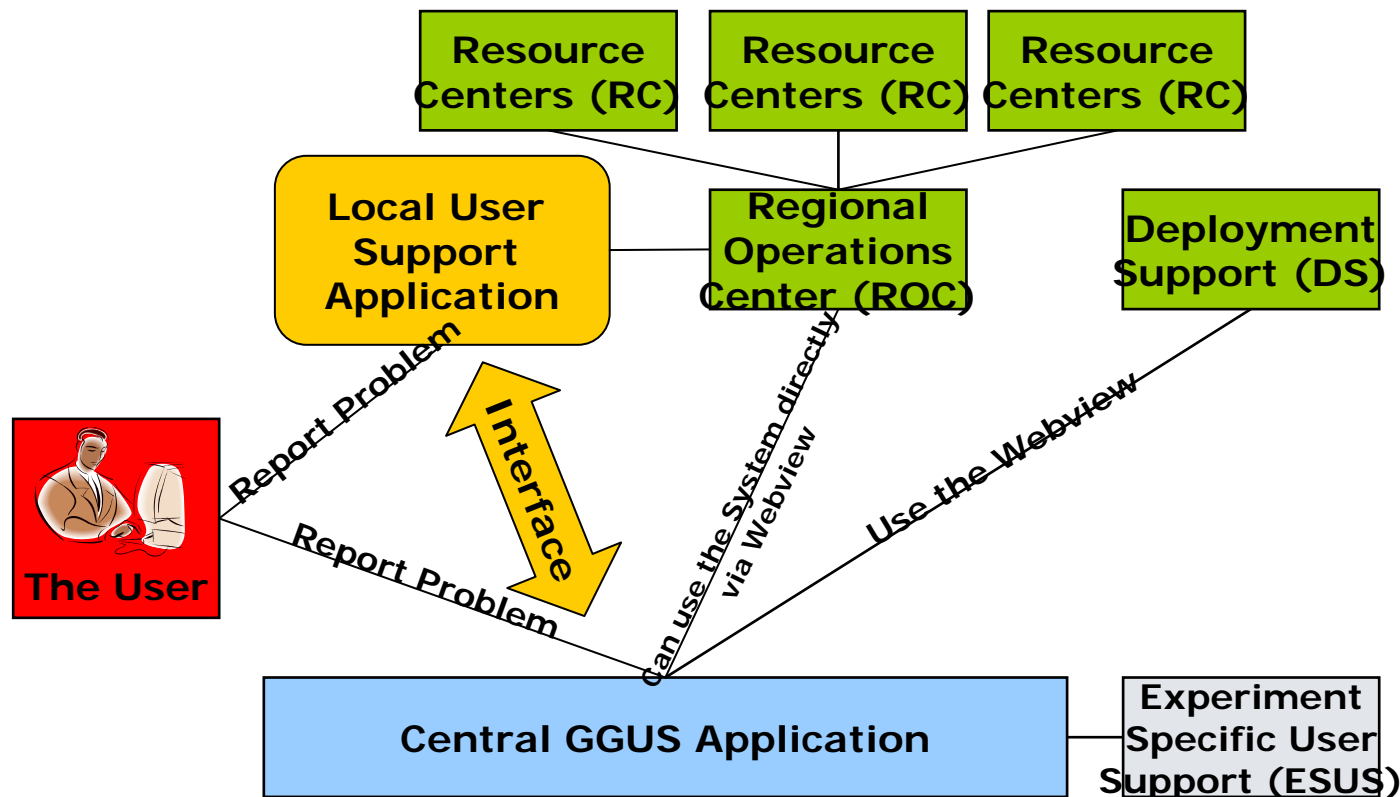 Resource
Centers (RC)
Resource
Centers (RC)
Resource
Centers (RC)
Local User
Support
Application
Regional
Operations
Center (ROC)
Deployment
Support (DS)
Report Problem
Interface
Can use the System directly
via Webview
Use the Webview
The User
Report Problem
Central GGUS Application
Experiment
Specific User
Support (ESUS)